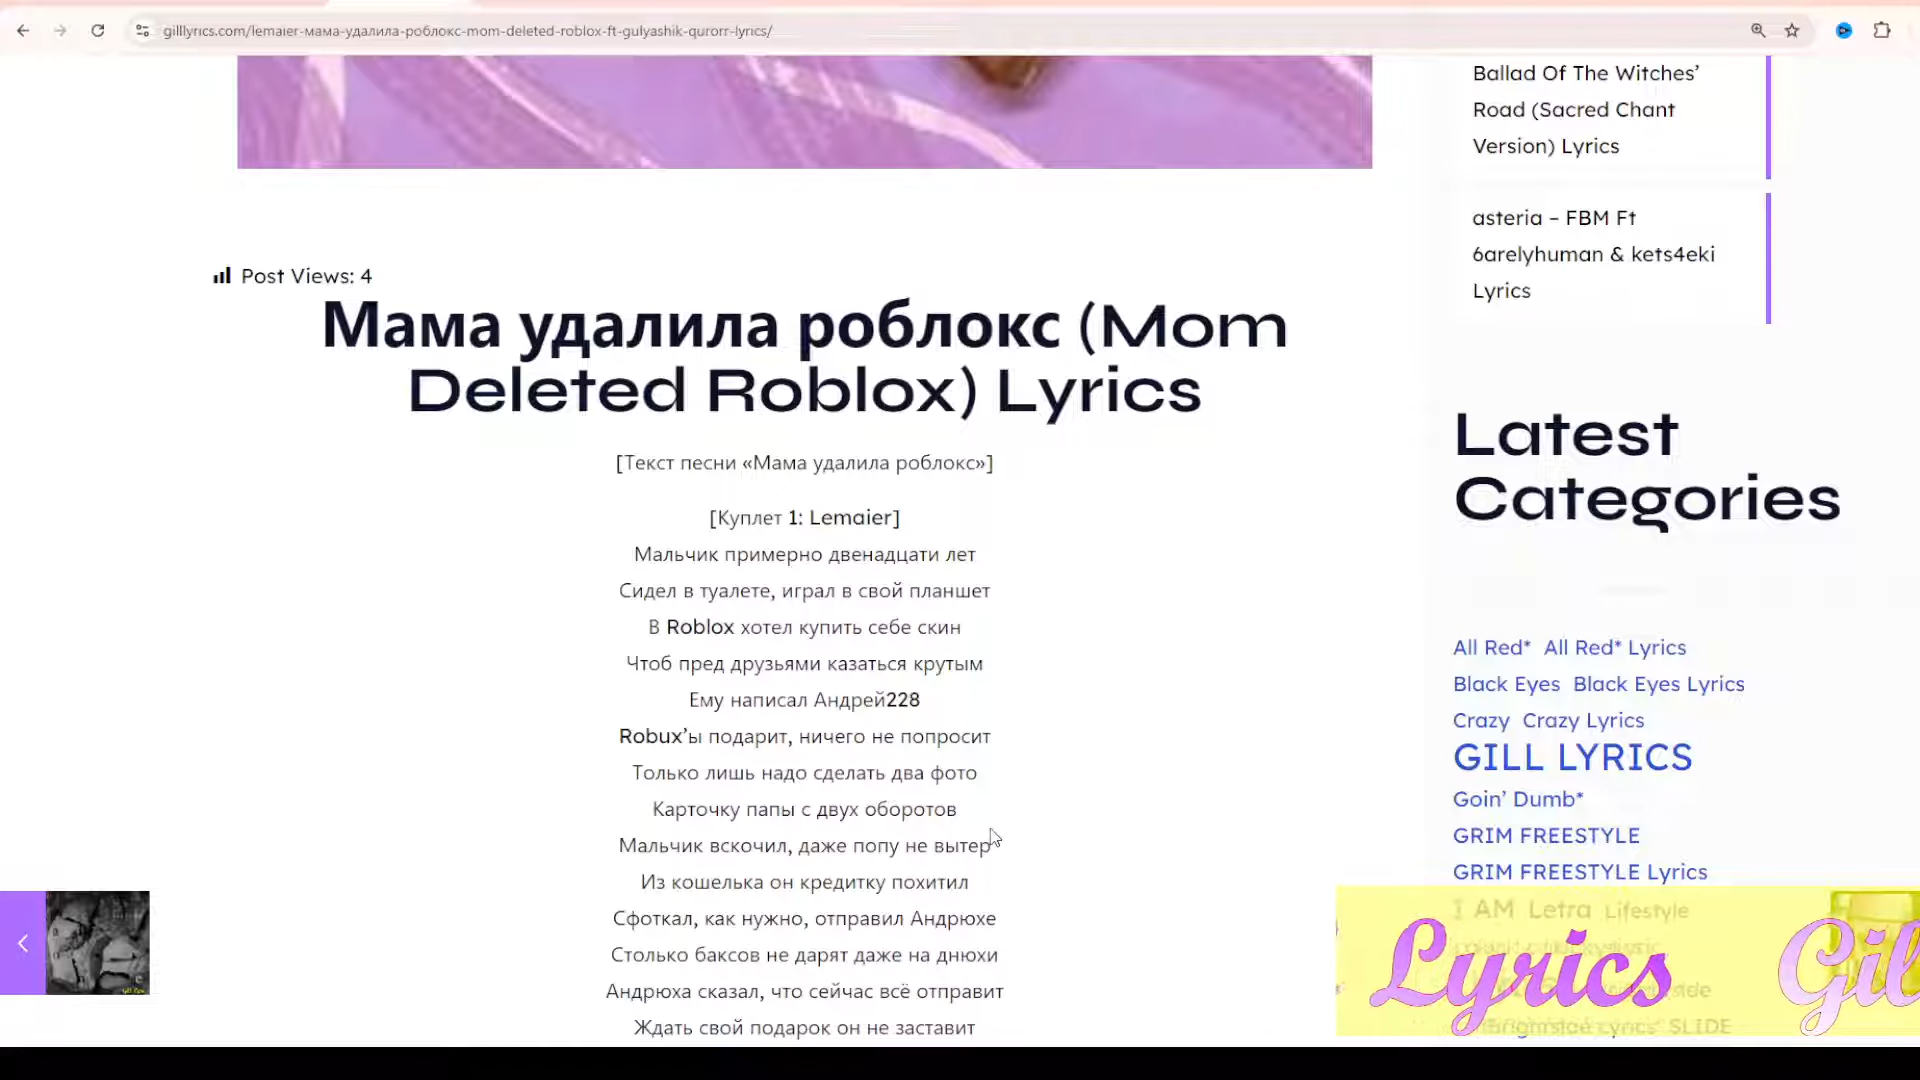 gilllyrics.com/lemaier-мама-удалила-роблокс-mom-deleted-roblox-ft-gulyashik-qurorr-lyrics/
Post Views: 4
Мама удалила роблокс (Mom
Deleted Roblox) Lyrics
[Текст песни «Мама удалила роблокс»]
[Куплет 1: Lemaier]
Мальчик примерно двенадцати лет
Сидел в туалете, играл в свой планшет
В Roblox хотел купить себе скин
Чтоб пред друзьями казаться крутым
Ему написал Андрей228
Robux’ы подарит, ничего не попросит
Только лишь надо сделать два фото
Карточку папы с двух оборотов
Мальчик вскочил, даже попу не вытер
Из кошелька он кредитку похитил
Сфоткал, как нужно, отправил Андрюхе
Столько баксов не дарят даже на днюхи
Андрюха сказал, что сейчас всё отправит
Ждать свой подарок он не заставит
Ballad Of The Witches’
Road (Sacred Chant
Version) Lyrics
asteria – FBM Ft
6arelyhuman & kets4eki
Lyrics
Latest
Categories
All Red* All Red* Lyrics
Black Eyes Black Eyes Lyrics
Crazy Crazy Lyrics
GILL LYRICS
Goin’ Dumb*
GRIM FREESTYLE
GRIM FREESTYLE Lyrics
I AM Letra Lifestyle
Lyrics Gil
SLIDE